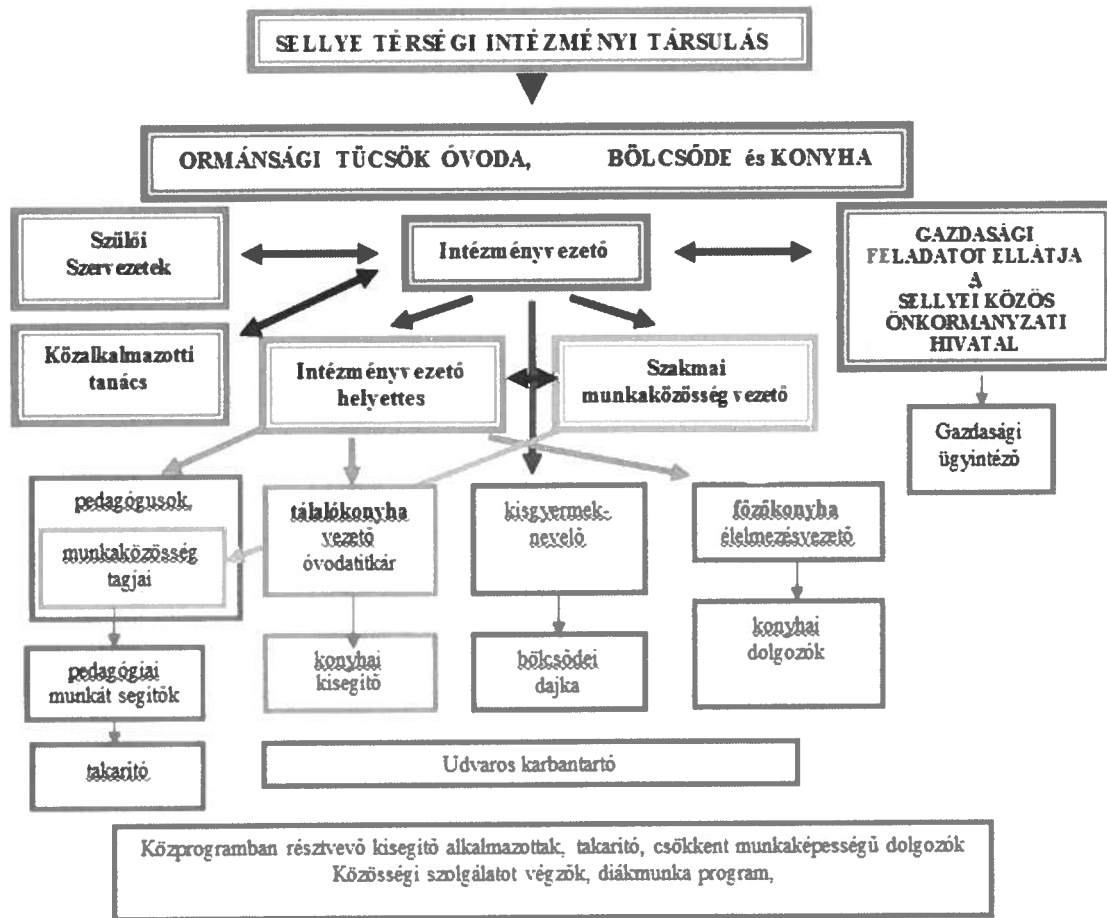 SELLYE TÉRSÉGI INTÉZMÉNYI TÁRSULÁS
ORMÁNSÁGI TÜCSÖK ÓVODA, BÖLCSŐDE és KONYHA
Szülői
Szervezetek
Intézményvezető
GAZDASÁGI
FELADATOT ELLÁTJA
A
SELLYEI KÖZÖS
ÖNKORMANYZATI
HIVATAL
Közalkalmazotti
tanács
Intézményvezető
helyettes
Szakmai
munkaközösség vezető
Gazdasági
ügyintéző
pedagógusok,
munkaközösség
tagjai
tálalókonyha
vezető
óvodatitkár
kisgyermek-
nevelő
főzőkonyha
élelmezésvezető
pedagógiai
munkát segítők
konyhai
kisegítő
bölcsődei
dajka
konyhai
dolgozók
takarító
Udvaros karbantartó
Közprogramban résztvevő kisegítő alkalmazottak, takarító, csökkent munkaképességű dolgozók
Közösségi szolgálatot végzők, diákmunka program,